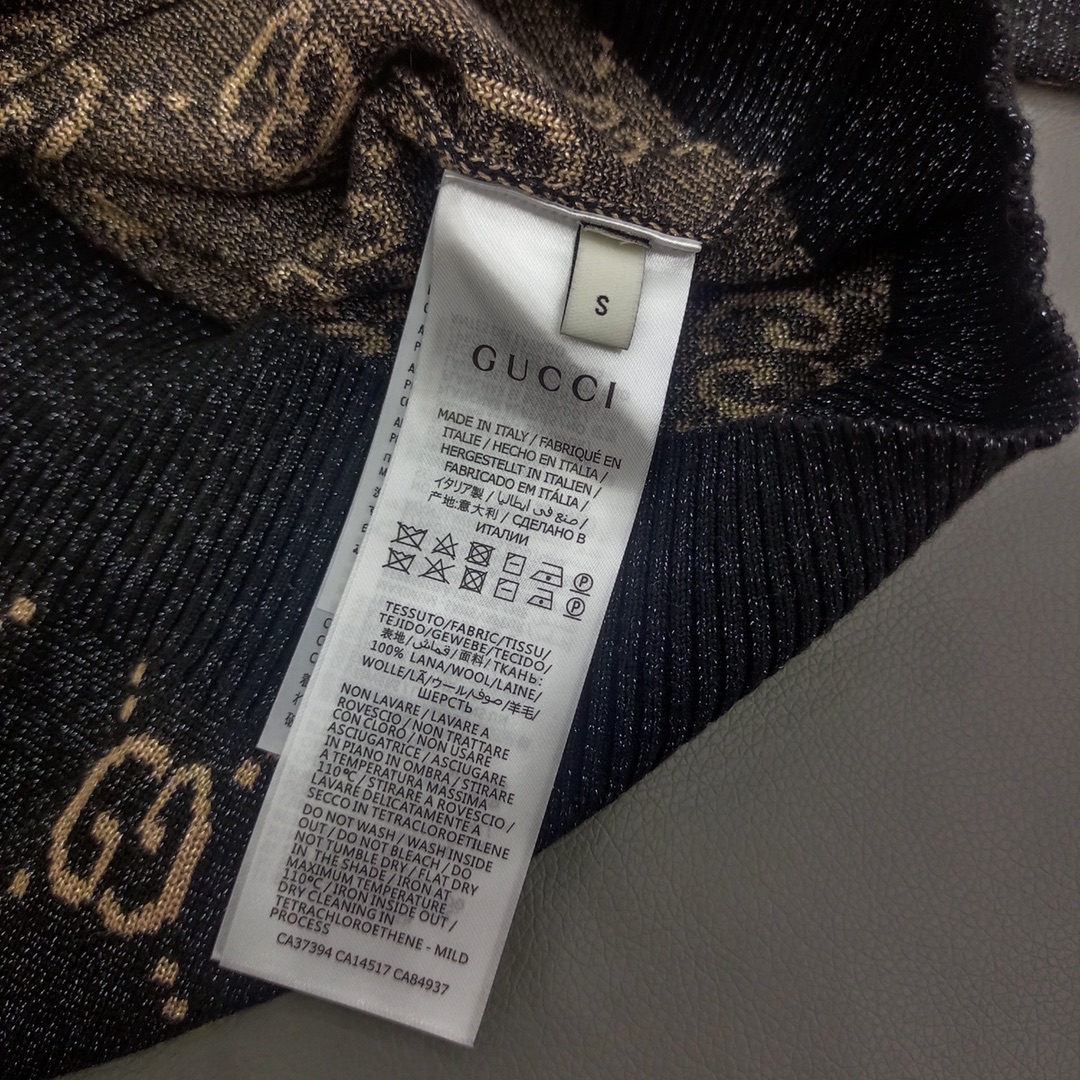 S
GUCCI
MADE IN ITALY / FABRIQUÉ EN
ITALIE / HECHO EN ITALIA /
HERGESTELLT IN ITALIEN /
FABRICADO EM ITÁLIA /
イタリア製 / صنع في ايطاليا /
产地:意大利 / СДЕЛАНО В
ИТАЛИИ
P
P
TESSUTO/FABRIC/TISSU/
TEJIDO/GEWEBE/TECIDO/
表地/قماش/面料/ТКАНЬ:
100% LANA/WOOL/LAINE/
WOLLE/LÃ/ウール/صوف/羊毛/
ШЕРСТЬ
NON LAVARE / LAVARE A
ROVESCIO / NON TRATTARE
CON CLORO / NON USARE
ASCIUGATRICE / ASCIUGARE
IN PIANO IN OMBRA / STIRARE
A TEMPERATURA MASSIMA
110°C / STIRARE A ROVESCIO /
LAVARE DELICATAMENTE A
SECCO IN TETRACLOROETILENE
DO NOT WASH / WASH INSIDE
OUT / DO NOT BLEACH / DO
NOT TUMBLE DRY / FLAT DRY
IN THE SHADE / IRON AT
MAXIMUM TEMPERATURE
110°C / IRON INSIDE OUT /
DRY CLEANING IN
TETRACHLOROETHENE - MILD
PROCESS
CA37394 CA14517 CA84937